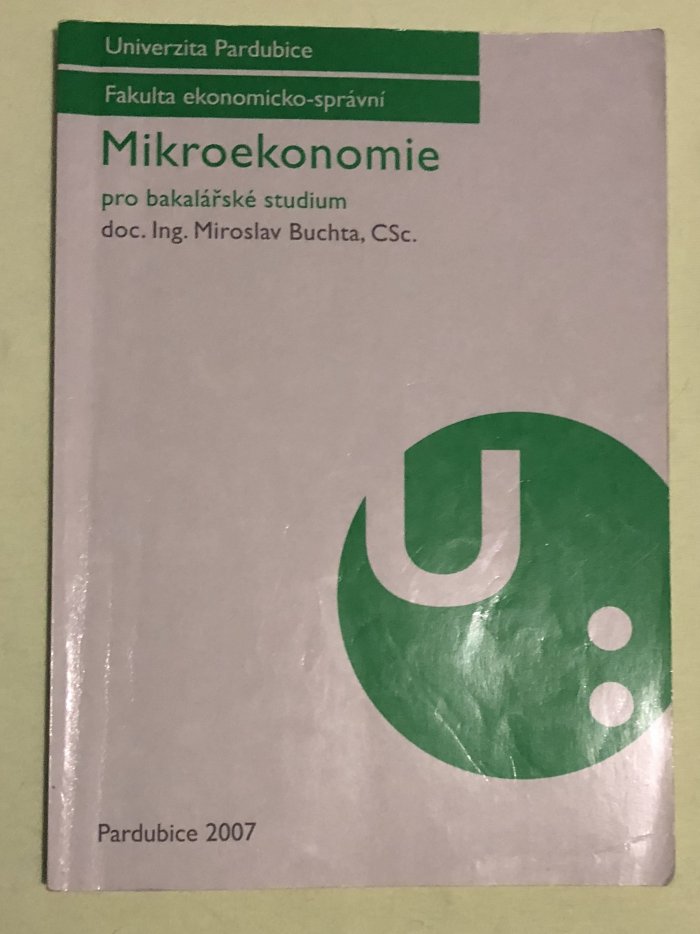 Univerzita Pardubice
Fakulta ekonomicko-správní
Mikroekonomie
pro bakalářské studium
doc. Ing. Miroslav Buchta, CSc.
U:
Pardubice 2007